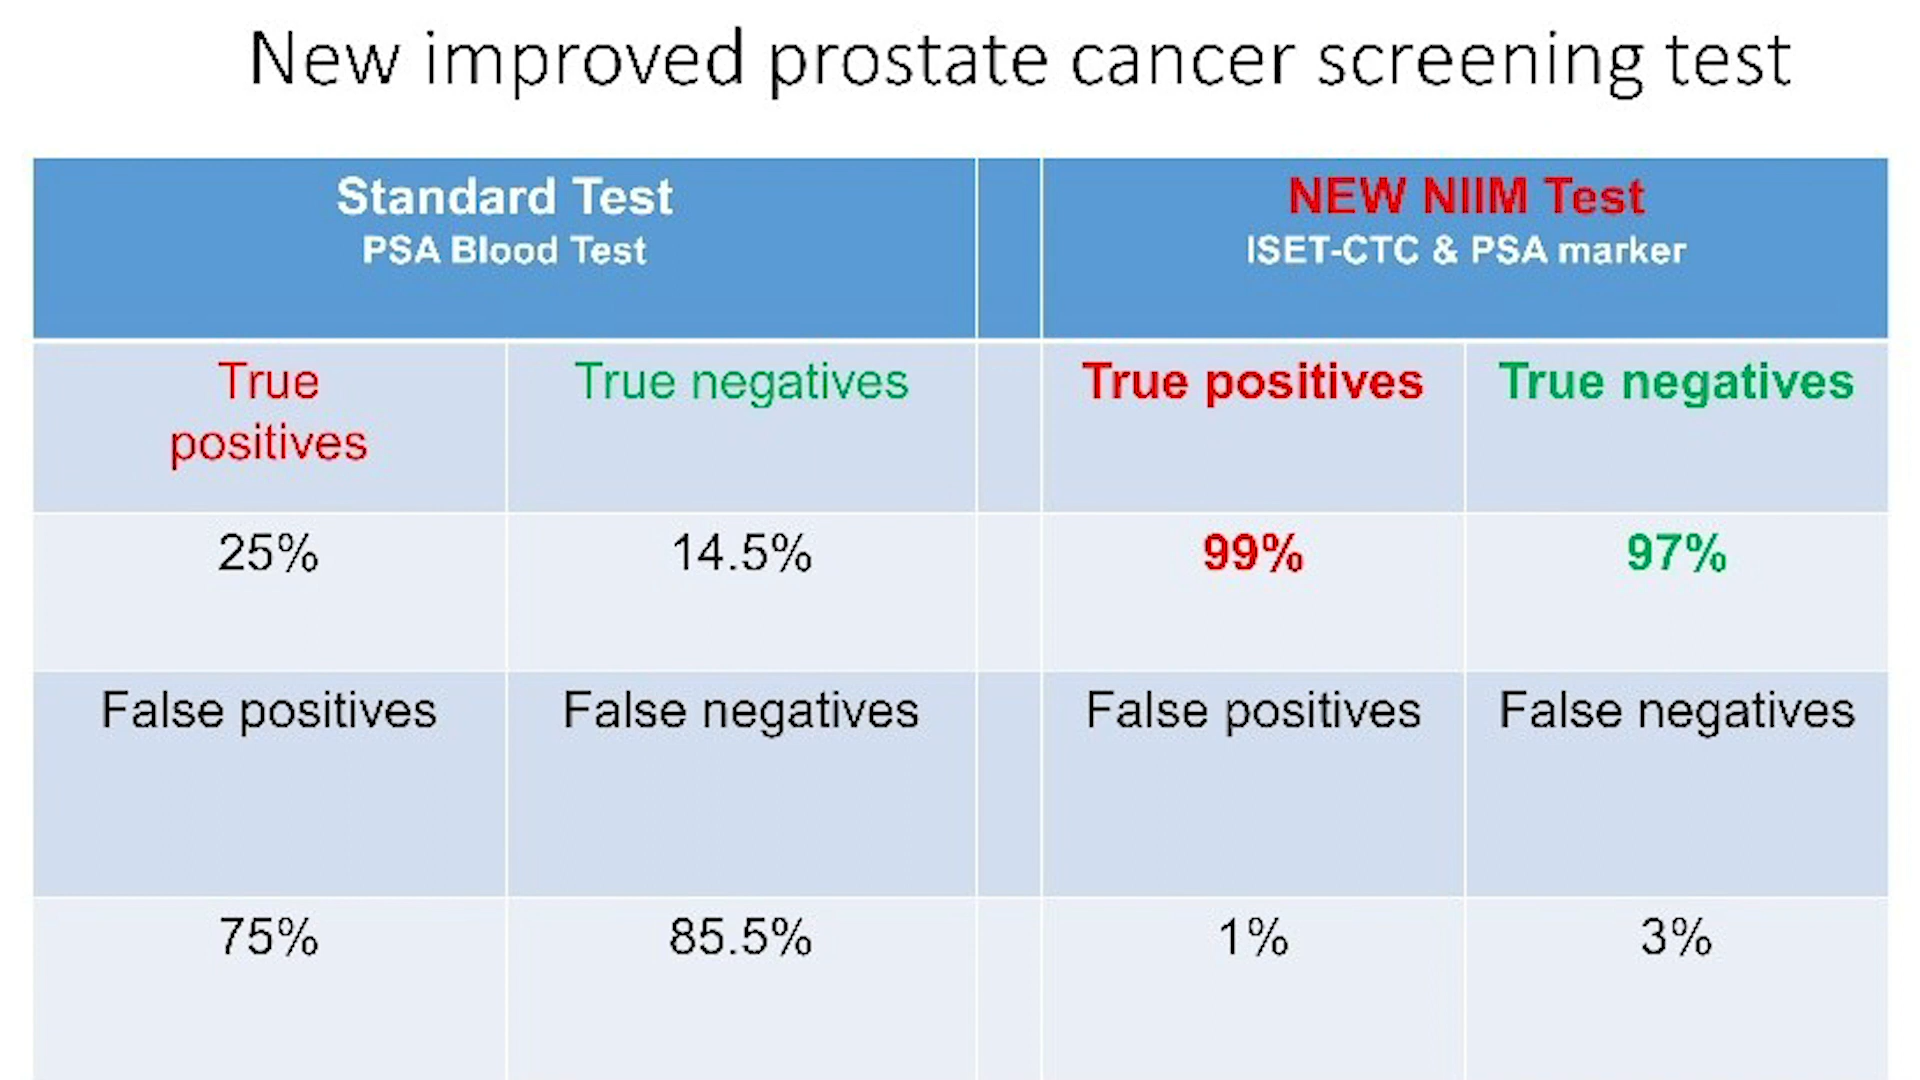 New improved prostate cancer screening test
Standard Test
PSA Blood Test
NEW NIIM Test
ISET-CTC & PSA marker
True
positives
True negatives
True positives
True negatives
25%
14.5%
99%
97%
False positives
False negatives
False positives
False negatives
75%
85.5%
1%
3%